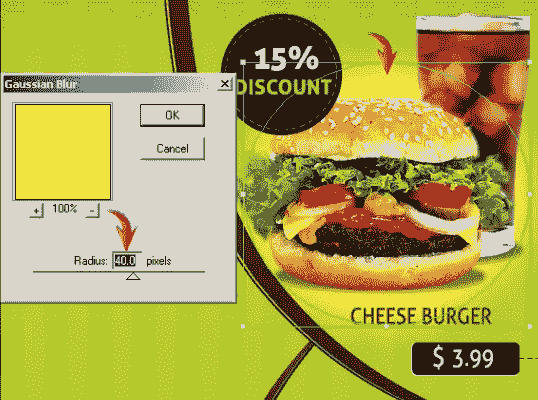 - 15%
DISCOUNT
Gaussian Blur
OK
Cancel
+ 100% -
Radius: 40.0 pixels
CHEESE BURGER
$ 3.99